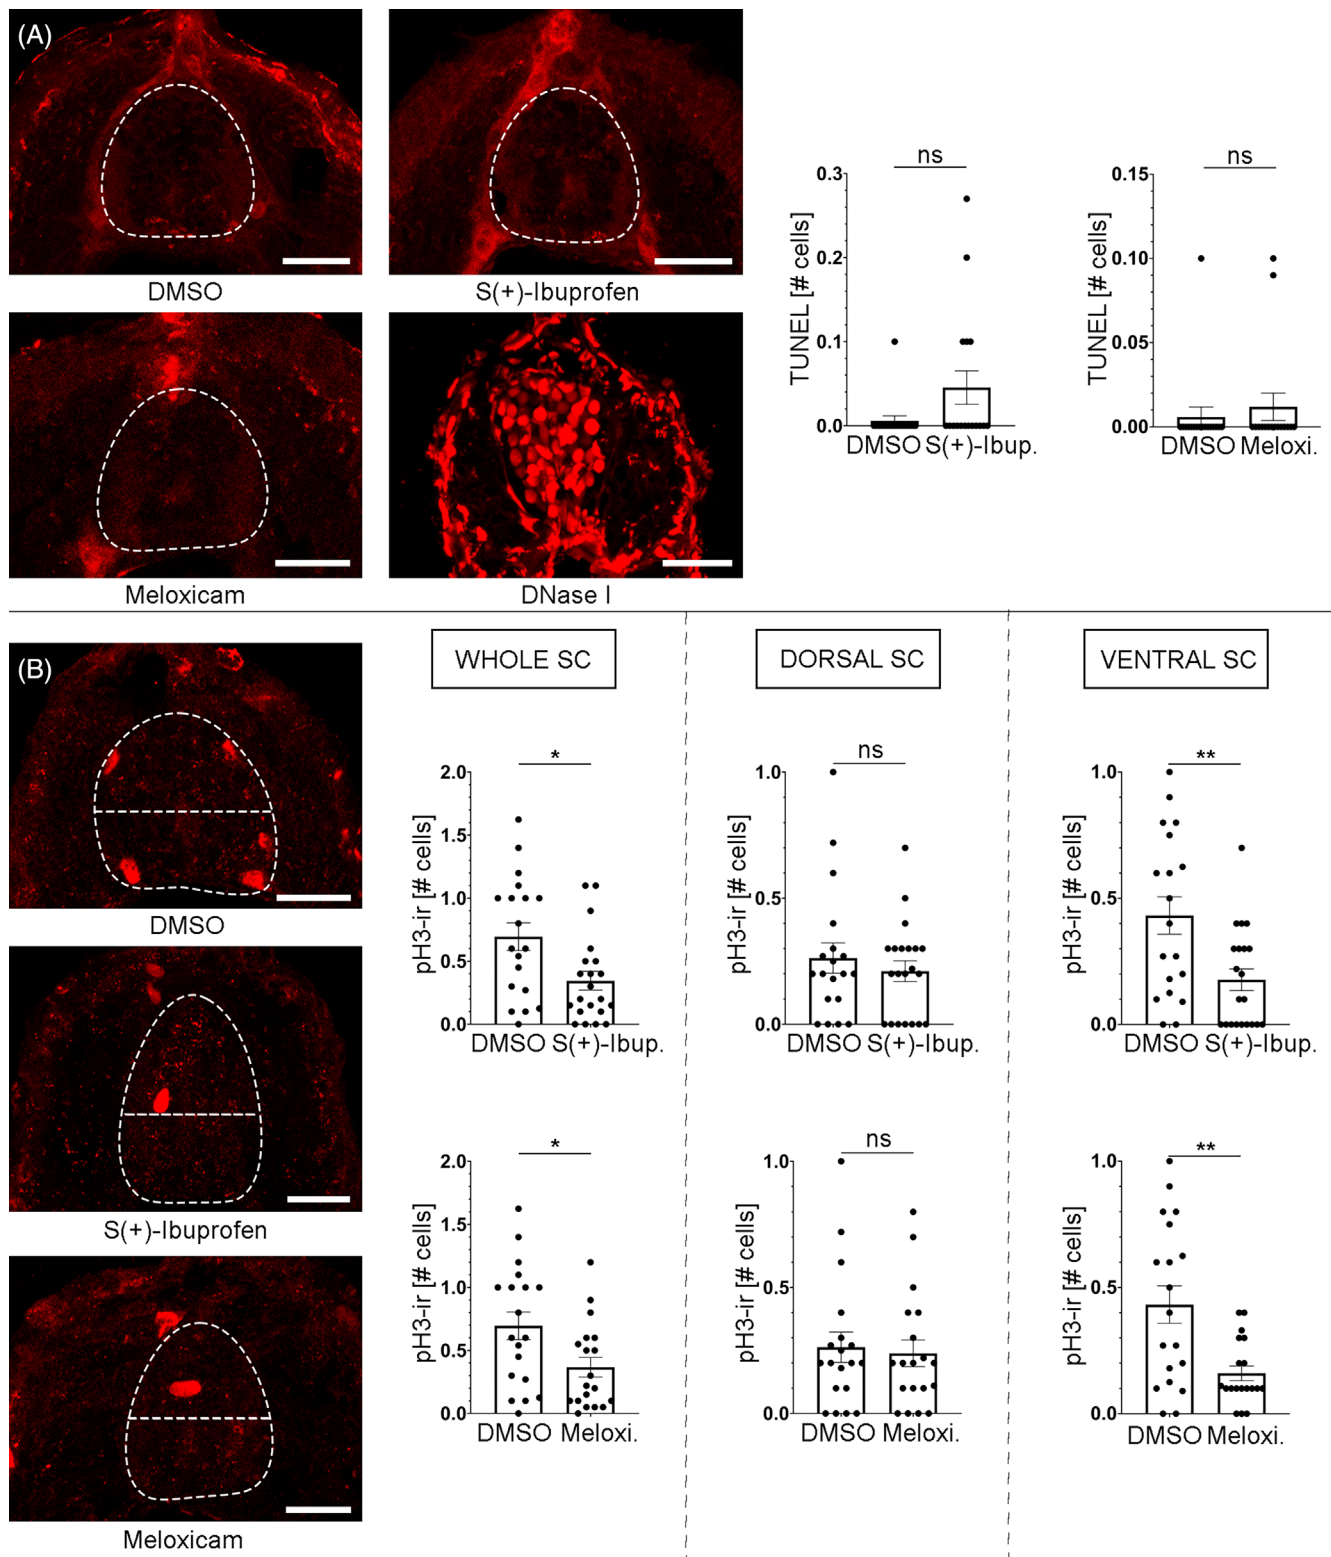 (A)
DMSO
S(+)-Ibuprofen
Meloxicam
DNase I
ns
0.3
0.2
0.1
0.0
TUNEL [# cells]
DMSO S(+)-Ibup.
ns
0.15
0.10
0.05
0.00
TUNEL [# cells]
DMSO Meloxi.
(B)
DMSO
S(+)-Ibuprofen
Meloxicam
WHOLE SC
DORSAL SC
VENTRAL SC
*
2.0
1.5
1.0
0.5
0.0
pH3-ir [# cells]
DMSO S(+)-Ibup.
ns
1.0
0.5
0.0
pH3-ir [# cells]
DMSO S(+)-Ibup.
**
1.0
0.5
0.0
pH3-ir [# cells]
DMSO S(+)-Ibup.
*
2.0
1.5
1.0
0.5
0.0
pH3-ir [# cells]
DMSO Meloxi.
ns
1.0
0.5
0.0
pH3-ir [# cells]
DMSO Meloxi.
**
1.0
0.5
0.0
pH3-ir [# cells]
DMSO Meloxi.